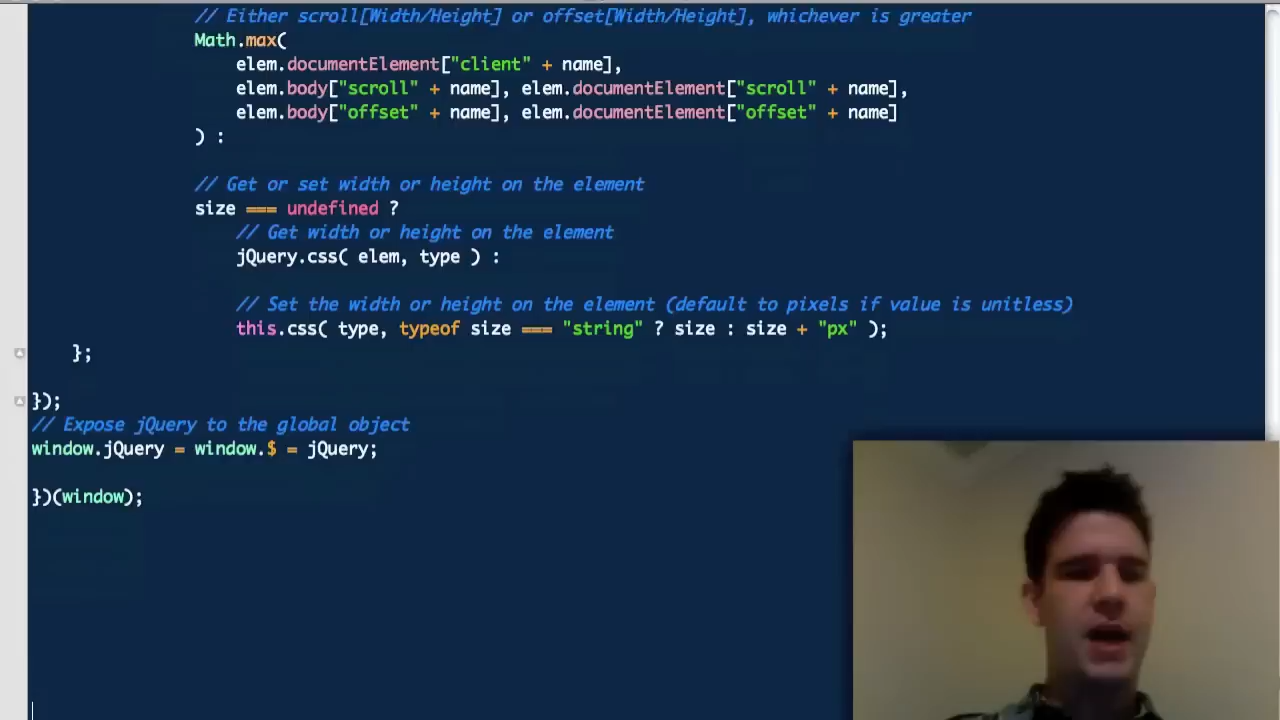 // Either scroll[Width/Height] or offset[Width/Height], whichever is greater
Math.max(
elem.documentElement["client" + name],
elem.body["scroll" + name], elem.documentElement["scroll" + name],
elem.body["offset" + name], elem.documentElement["offset" + name]
) :
// Get or set width or height on the element
size === undefined ?
// Get width or height on the element
jQuery.css( elem, type ) :
// Set the width or height on the element (default to pixels if value is unitless)
this.css( type, typeof size === "string" ? size : size + "px" );
};
});
// Expose jQuery to the global object
window.jQuery = window.$ = jQuery;
})(window);